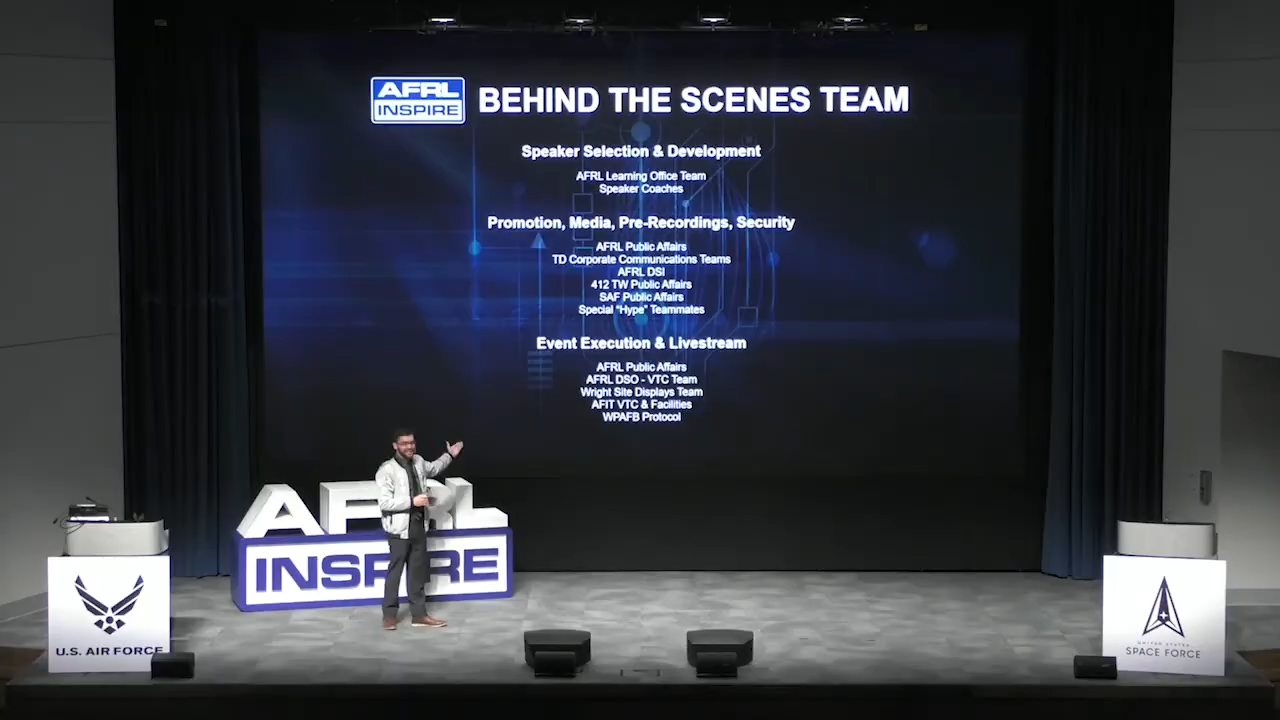 AFRL
INSPIRE
BEHIND THE SCENES TEAM
Speaker Selection & Development
AFRL Learning Office Team
Speaker Coaches
Promotion, Media, Pre-Recordings, Security
AFRL Public Affairs
TD Corporate Communications Teams
AFRL DSI
412 TW Public Affairs
SAF Public Affairs
Special “Hype” Teammates
Event Execution & Livestream
AFRL Public Affairs
AFRL DSO - VTC Team
Wright Site Displays Team
AFIT VTC & Facilities
WPAFB Protocol
AFRL
INSPIRE
U.S. AIR FORCE
UNITED STATES
SPACE FORCE